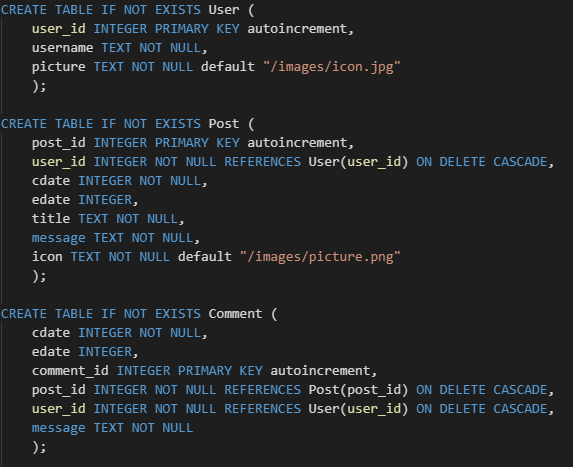 CREATE TABLE IF NOT EXISTS User (
    user_id INTEGER PRIMARY KEY autoincrement,
    username TEXT NOT NULL,
    picture TEXT NOT NULL default "/images/icon.jpg"
    );

CREATE TABLE IF NOT EXISTS Post (
    post_id INTEGER PRIMARY KEY autoincrement,
    user_id INTEGER NOT NULL REFERENCES User(user_id) ON DELETE CASCADE,
    cdate INTEGER NOT NULL,
    edate INTEGER,
    title TEXT NOT NULL,
    message TEXT NOT NULL,
    icon TEXT NOT NULL default "/images/picture.png"
    );

CREATE TABLE IF NOT EXISTS Comment (
    cdate INTEGER NOT NULL,
    edate INTEGER,
    comment_id INTEGER PRIMARY KEY autoincrement,
    post_id INTEGER NOT NULL REFERENCES Post(post_id) ON DELETE CASCADE,
    user_id INTEGER NOT NULL REFERENCES User(user_id) ON DELETE CASCADE,
    message TEXT NOT NULL
    );